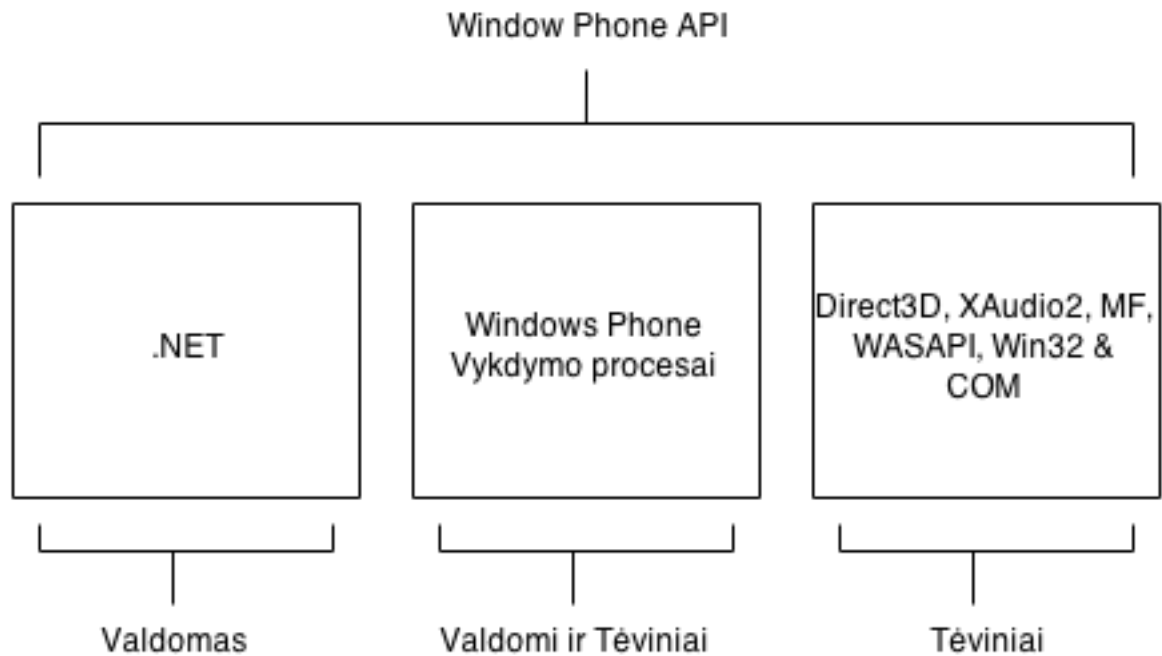 Window Phone API
.NET
Windows Phone
Vykdymo procesai
Direct3D, XAudio2, MF,
WASAPI, Win32 &
COM
Valdomas
Valdomi ir Tėviniai
Tėviniai